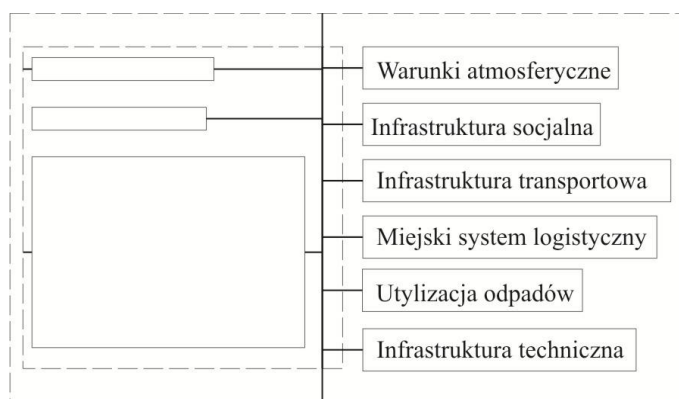 Warunki atmosferyczne
Infrastruktura socjalna
Infrastruktura transportowa
Miejski system logistyczny
Utylizacja odpadów
Infrastruktura techniczna